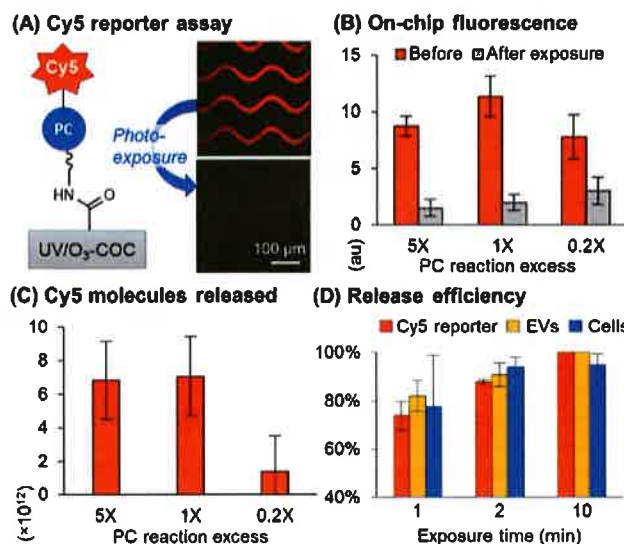 (A) Cy5 reporter assay
Cy5
PC
HN
O
UV/O₃-COC
Photo-
exposure
100 µm
(B) On-chip fluorescence
Before
After exposure
15
10
5
0
(au)
5X
1X
0.2X
PC reaction excess
(C) Cy5 molecules released
10
8
6
4
2
0
(×10¹²)
5X
1X
0.2X
PC reaction excess
(D) Release efficiency
Cy5 reporter
EVs
Cells
100%
80%
60%
40%
1
2
10
Exposure time (min)